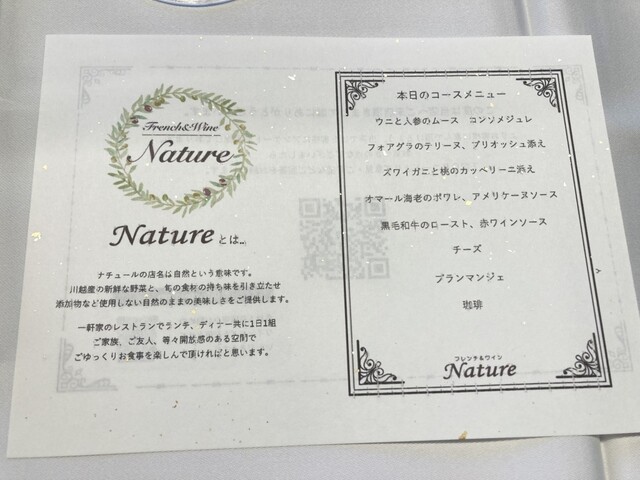 French&Wine
Nature
Natureとは...
ナチュールの店名は自然という意味です。
川越産の新鮮な野菜と、旬の食材の持ち味を引き立たせ
添加物など使用しない自然のままの美味しさをご提供します。
一軒家のレストランでランチ、ディナー共に1日1組
ご家族、ご友人、等々開放感のある空間で
ごゆっくりお食事を楽しんで頂ければと思います。
本日のコースメニュー
ウニと人参のムース　コンソメジュレ
フォアグラのテリーヌ、ブリオッシュ添え
ズワイガニと桃のカッペリーニ添え
オマール海老のポワレ、アメリケーヌソース
黒毛和牛のロースト、赤ワインソース
チーズ
ブランマンジェ
珈琲
フレンチ&ワイン
Nature